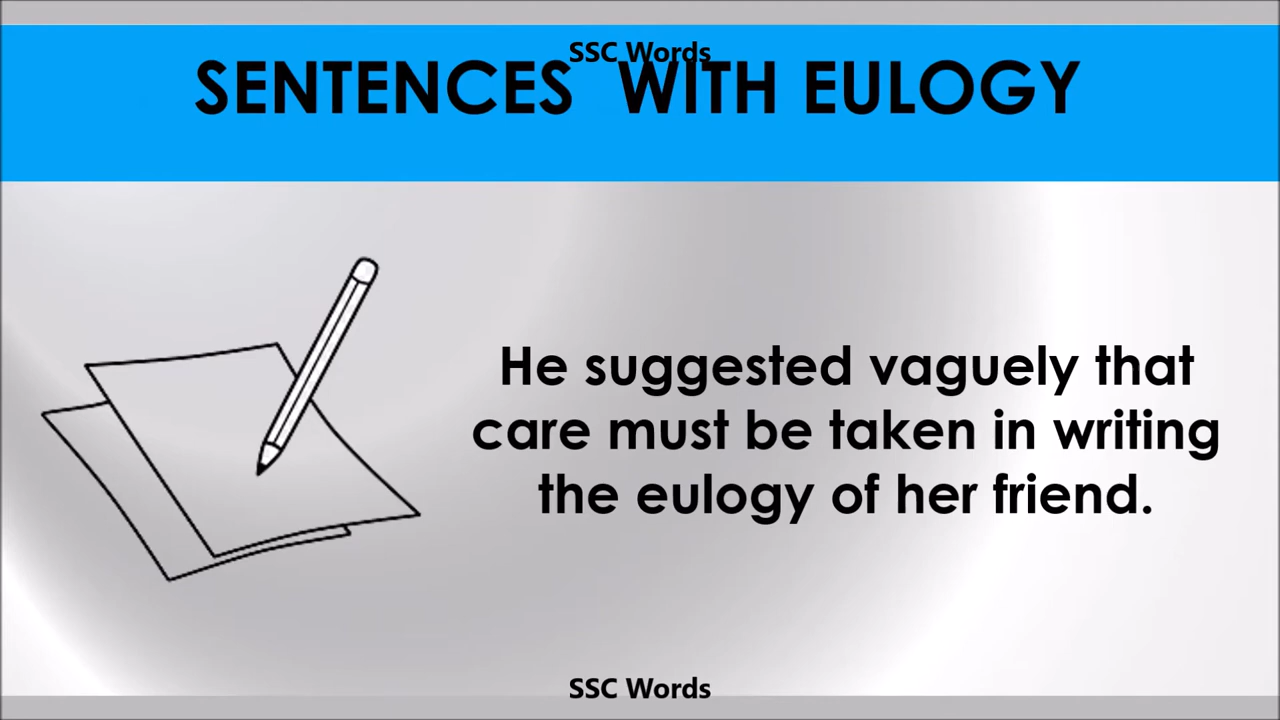 SSC Words
SENTENCES WITH EULOGY
He suggested vaguely that
care must be taken in writing
the eulogy of her friend.
SSC Words